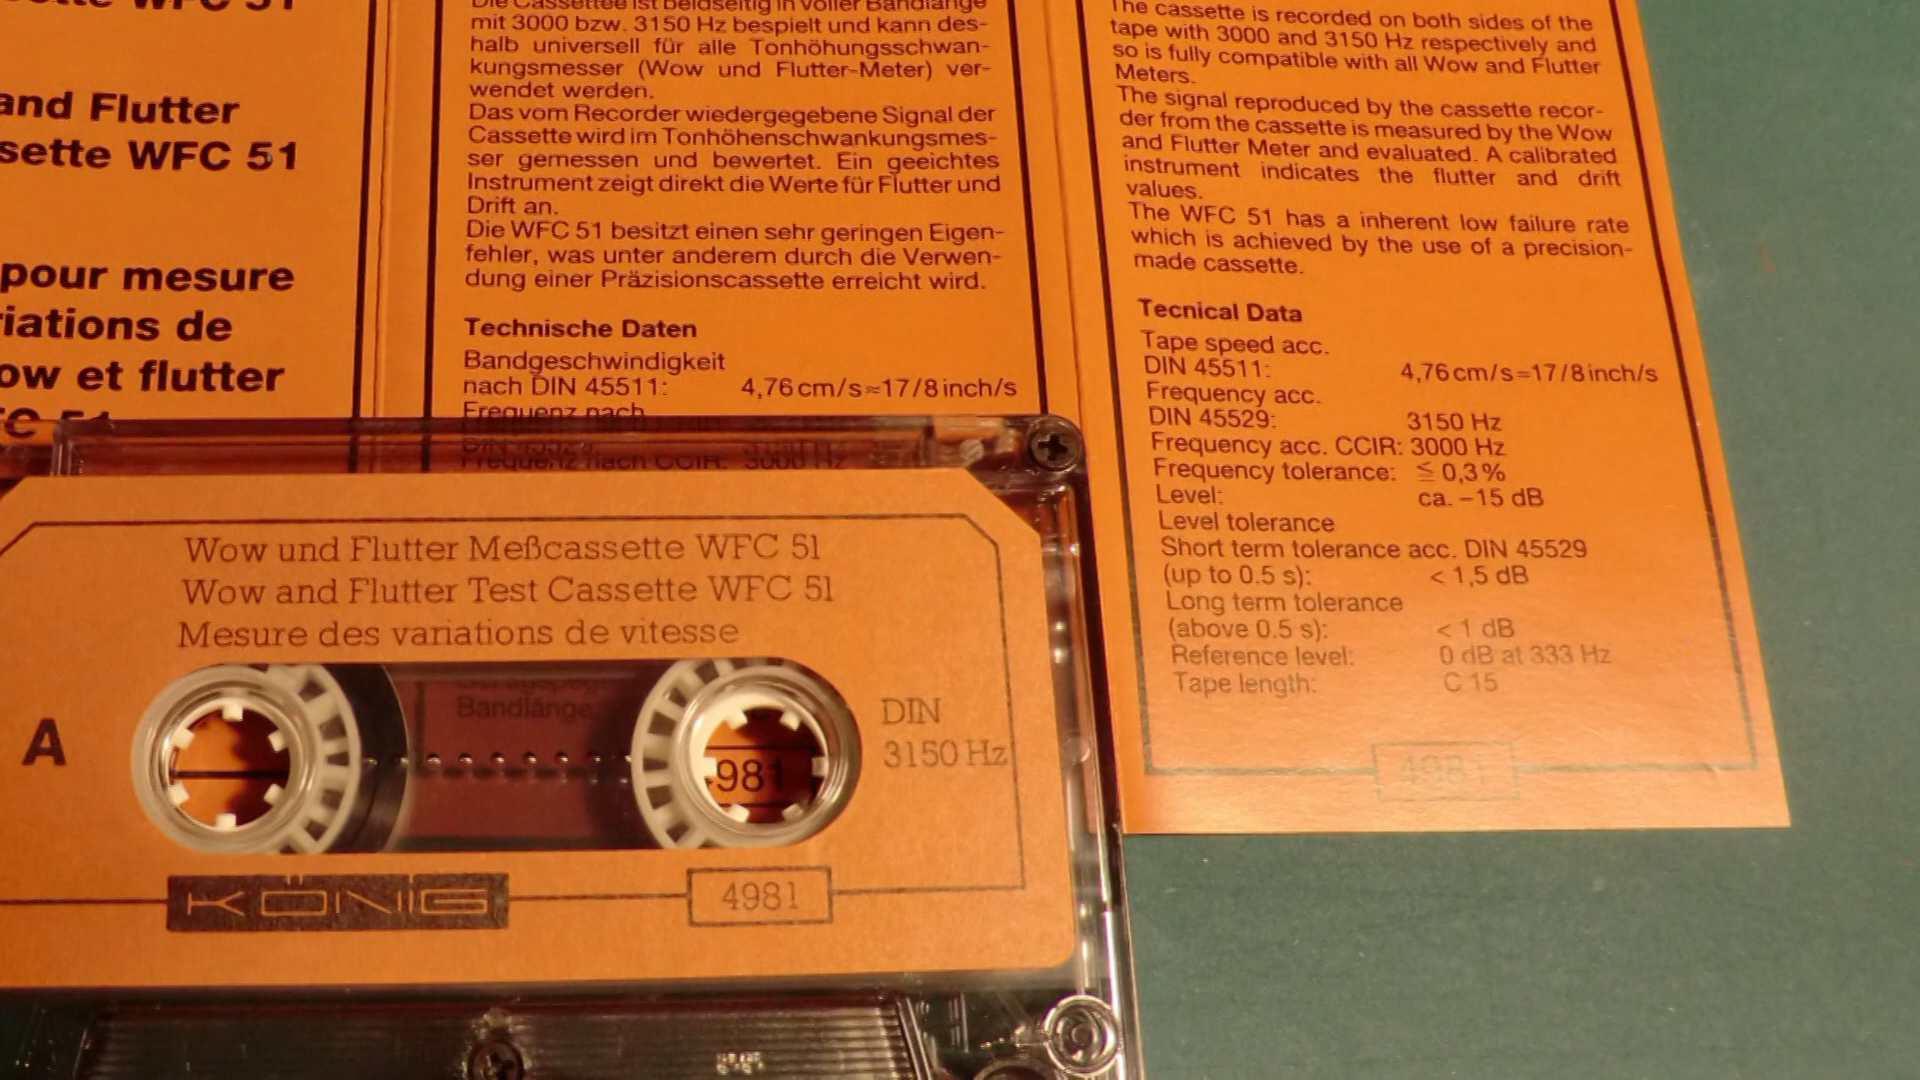 and Flutter
sette WFC 51
pour mesure
iations de
ow et flutter
Die Cassettee ist beidseitig in voller Bandlänge
mit 3000 bzw. 3150 Hz bespielt und kann des-
halb universell für alle Tonhöhungsschwan-
kungsmesser (Wow und Flutter-Meter) ver-
wendet werden.
Das vom Recorder wiedergegebene Signal der
Cassette wird im Tonhöhenschwankungsmes-
ser gemessen und bewertet. Ein geeichtes
Instrument zeigt direkt die Werte für Flutter und
Drift an.
Die WFC 51 besitzt einen sehr geringen Eigen-
fehler, was unter anderem durch die Verwen-
dung einer Präzisionscassette erreicht wird.
Technische Daten
Bandgeschwindigkeit
nach DIN 45511: 4,76 cm/s≈17/8 inch/s
Frequenz nach
Frequenz nach CCIR: 3000 Hz
The cassette is recorded on both sides of the
tape with 3000 and 3150 Hz respectively and
so is fully compatible with all Wow and Flutter
Meters.
The signal reproduced by the cassette recor-
der from the cassette is measured by the Wow
and Flutter Meter and evaluated. A calibrated
instrument indicates the flutter and drift
values.
The WFC 51 has a inherent low failure rate
which is achieved by the use of a precision-
made cassette.
Tecnical Data
Tape speed acc.
DIN 45511: 4,76 cm/s=17/8 inch/s
Frequency acc.
DIN 45529: 3150 Hz
Frequency acc. CCIR: 3000 Hz
Frequency tolerance: ≦ 0,3 %
Level: ca. –15 dB
Level tolerance
Short term tolerance acc. DIN 45529
(up to 0.5 s): < 1,5 dB
Long term tolerance
(above 0.5 s): < 1 dB
Reference level: 0 dB at 333 Hz
Tape length: C 15
4981
Wow und Flutter Meßcassette WFC 51
Wow and Flutter Test Cassette WFC 51
Mesure des variations de vitesse
Bandlänge
A
981
DIN
3150 Hz
KÖNIG
4981